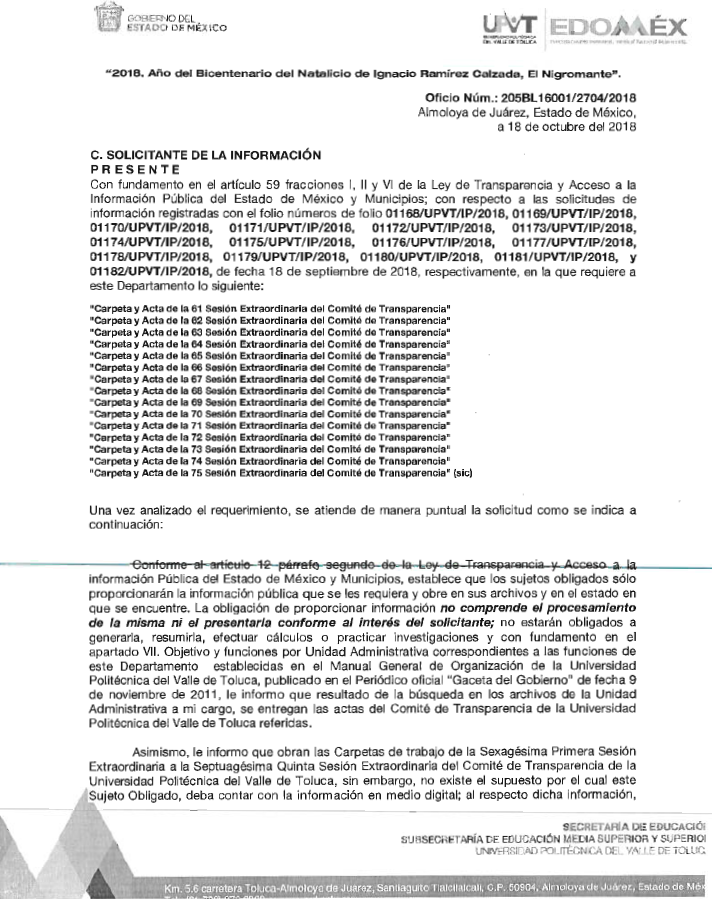 GOBIERNO DEL
ESTADO DE MÉXICO
UPVT
DEL VALLE DE TOLUCA
EDOMÉX
"2018. Año del Bicentenario del Natalicio de Ignacio Ramírez Calzada, El Nigromante".
Oficio Núm.: 205BL16001/2704/2018
Almoloya de Juárez, Estado de México,
a 18 de octubre del 2018
C. SOLICITANTE DE LA INFORMACIÓN
P R E S E N T E
Con fundamento en el artículo 59 fracciones I, II y VI de la Ley de Transparencia y Acceso a la
Información Pública del Estado de México y Municipios; con respecto a las solicitudes de
información registradas con el folio números de folio 01168/UPVT/IP/2018, 01169/UPVT/IP/2018,
01170/UPVT/IP/2018, 01171/UPVT/IP/2018, 01172/UPVT/IP/2018, 01173/UPVT/IP/2018,
01174/UPVT/IP/2018, 01175/UPVT/IP/2018, 01176/UPVT/IP/2018, 01177/UPVT/IP/2018,
01178/UPVT/IP/2018, 01179/UPVT/IP/2018, 01180/UPVT/IP/2018, 01181/UPVT/IP/2018, y
01182/UPVT/IP/2018, de fecha 18 de septiembre de 2018, respectivamente, en la que requiere a
este Departamento lo siguiente:
"Carpeta y Acta de la 61 Sesión Extraordinaria del Comité de Transparencia"
"Carpeta y Acta de la 62 Sesión Extraordinaria del Comité de Transparencia"
"Carpeta y Acta de la 63 Sesión Extraordinaria del Comité de Transparencia"
"Carpeta y Acta de la 64 Sesión Extraordinaria del Comité de Transparencia"
"Carpeta y Acta de la 65 Sesión Extraordinaria del Comité de Transparencia"
"Carpeta y Acta de la 66 Sesión Extraordinaria del Comité de Transparencia"
"Carpeta y Acta de la 67 Sesión Extraordinaria del Comité de Transparencia"
"Carpeta y Acta de la 68 Sesión Extraordinaria del Comité de Transparencia"
"Carpeta y Acta de la 69 Sesión Extraordinaria del Comité de Transparencia"
"Carpeta y Acta de la 70 Sesión Extraordinaria del Comité de Transparencia"
"Carpeta y Acta de la 71 Sesión Extraordinaria del Comité de Transparencia"
"Carpeta y Acta de la 72 Sesión Extraordinaria del Comité de Transparencia"
"Carpeta y Acta de la 73 Sesión Extraordinaria del Comité de Transparencia"
"Carpeta y Acta de la 74 Sesión Extraordinaria del Comité de Transparencia"
"Carpeta y Acta de la 75 Sesión Extraordinaria del Comité de Transparencia" (sic)
Una vez analizado el requerimiento, se atiende de manera puntual la solicitud como se indica a
continuación:
Conforme al artículo 12 párrafo segundo de la Ley de Transparencia y Acceso a la
información Pública del Estado de México y Municipios, establece que los sujetos obligados sólo
proporcionarán la información pública que se les requiera y obre en sus archivos y en el estado en
que se encuentre. La obligación de proporcionar información no comprende el procesamiento
de la misma ni el presentarla conforme al interés del solicitante; no estarán obligados a
generarla, resumirla, efectuar cálculos o practicar investigaciones y con fundamento en el
apartado VII. Objetivo y funciones por Unidad Administrativa correspondientes a las funciones de
este Departamento establecidas en el Manual General de Organización de la Universidad
Politécnica del Valle de Toluca, publicado en el Periódico oficial "Gaceta del Gobierno" de fecha 9
de noviembre de 2011, le informo que resultado de la búsqueda en los archivos de la Unidad
Administrativa a mi cargo, se entregan las actas del Comité de Transparencia de la Universidad
Politécnica del Valle de Toluca referidas.
Asimismo, le informo que obran las Carpetas de trabajo de la Sexagésima Primera Sesión
Extraordinaria a la Septuagésima Quinta Sesión Extraordinaria del Comité de Transparencia de la
Universidad Politécnica del Valle de Toluca, sin embargo, no existe el supuesto por el cual este
Sujeto Obligado, deba contar con la información en medio digital; al respecto dicha información,
SECRETARÍA DE EDUCACIÓ
SUBSECRETARÍA DE EDUCACIÓN MEDIA SUPERIOR Y SUPERIO
UNIVERSIDAD POLITÉCNICA DEL VALLE DE TOLUC
Km. 5.6 carretera Toluca-Almoloya de Juárez, Santiaguito Tlalcilalcali, C.P. 50904, Almoloya de Juárez, Estado de Méx